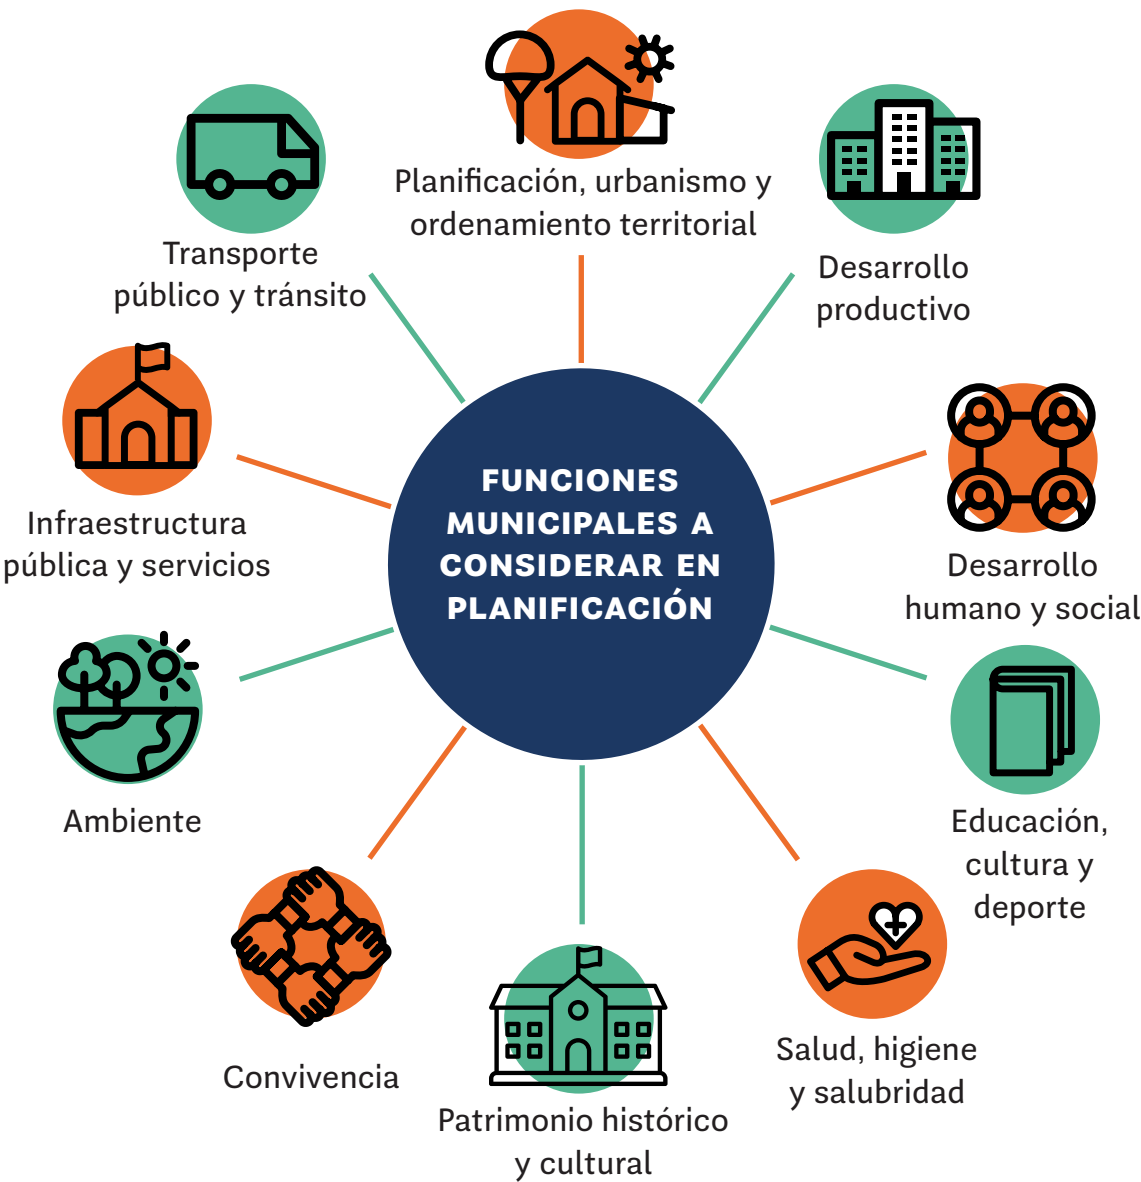 Planificación, urbanismo y
ordenamiento territorial
Desarrollo
productivo
Desarrollo
humano y social
Educación,
cultura y
deporte
Salud, higiene
y salubridad
Patrimonio histórico
y cultural
Convivencia
Ambiente
Infraestructura
pública y servicios
Transporte
público y tránsito
FUNCIONES
MUNICIPALES A
CONSIDERAR EN
PLANIFICACIÓN